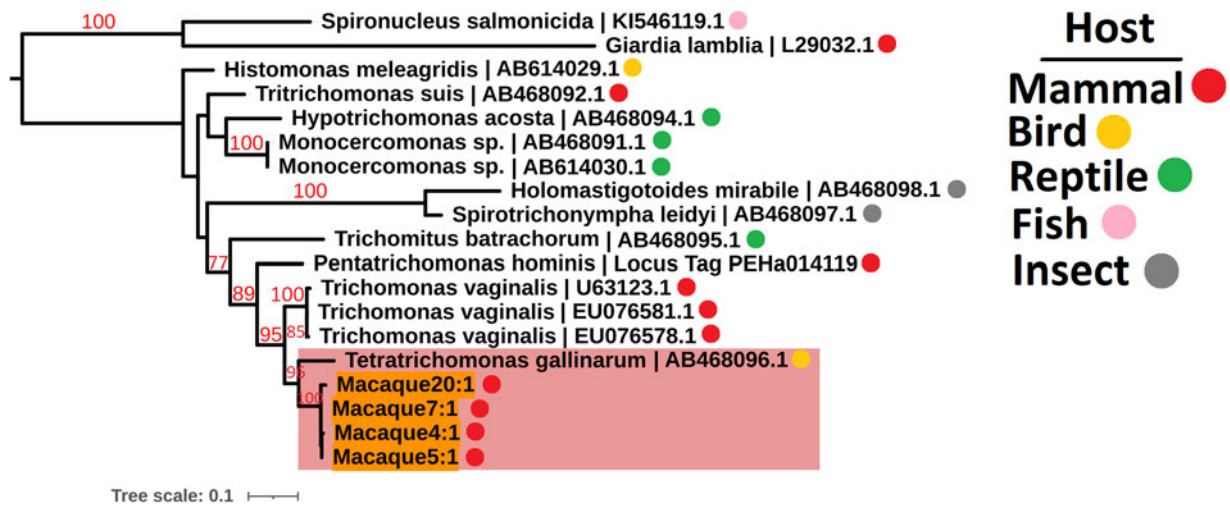 100
Spironucleus salmonicida | KI546119.1
Giardia lamblia | L29032.1
Histomonas meleagridis | AB614029.1
Tritrichomonas suis | AB468092.1
Hypotrichomonas acosta | AB468094.1
100
Monocercomonas sp. | AB468091.1
Monocercomonas sp. | AB614030.1
100
Holomastigotoides mirabile | AB468098.1
Spirotrichonympha leidyi | AB468097.1
Trichomitus batrachorum | AB468095.1
77
Pentatrichomonas hominis | Locus Tag PEHa014119
89
100
Trichomonas vaginalis | U63123.1
Trichomonas vaginalis | EU076581.1
95
85
Trichomonas vaginalis | EU076578.1
Tetratrichomonas gallinarum | AB468096.1
95
Macaque20:1
100
Macaque7:1
Macaque4:1
Macaque5:1
Tree scale: 0.1
Host
Mammal
Bird
Reptile
Fish
Insect